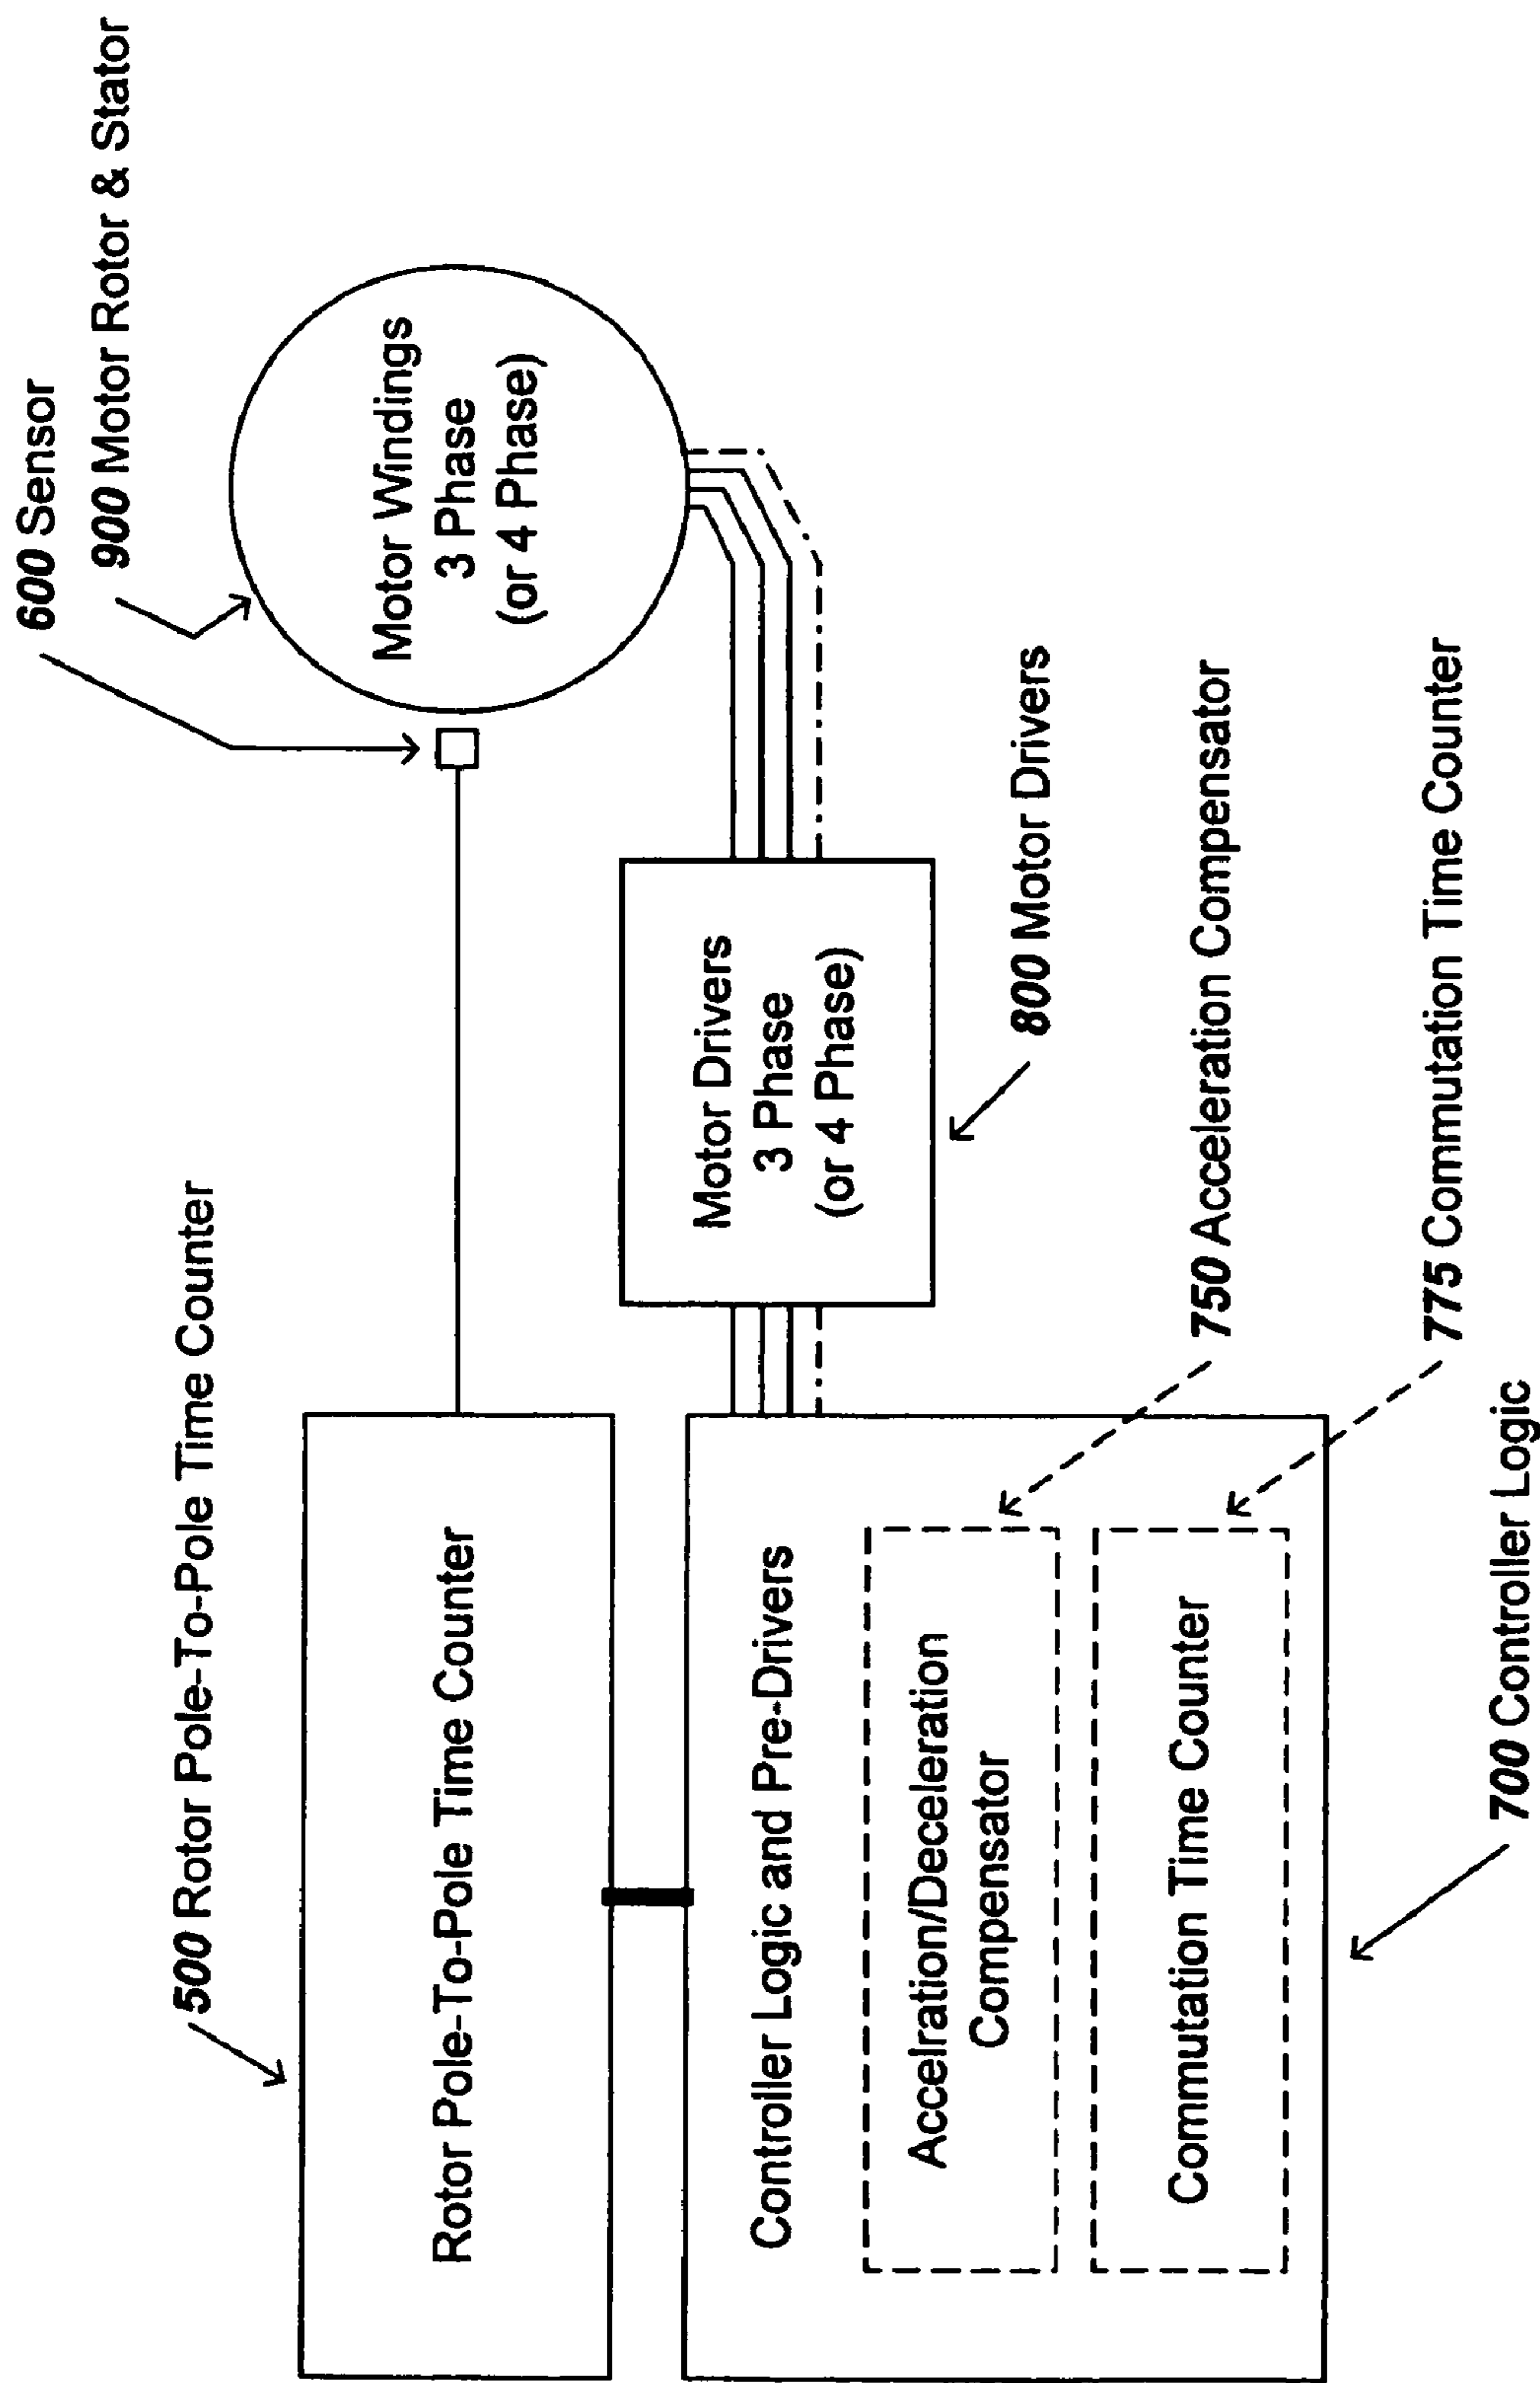 600 Sensor
900 Motor Rotor & Stator
500 Rotor Pole-To-Pole Time Counter
Motor Windings
3 Phase
(or 4 Phase)
Rotor Pole-To-Pole Time Counter
Motor Drivers
3 Phase
(or 4 Phase)
800 Motor Drivers
Controller Logic and Pre-Drivers
Accelration/Deceleration
Compensator
750 Acceleration Compensator
Commutation Time Counter
775 Commutation Time Counter
700 Controller Logic